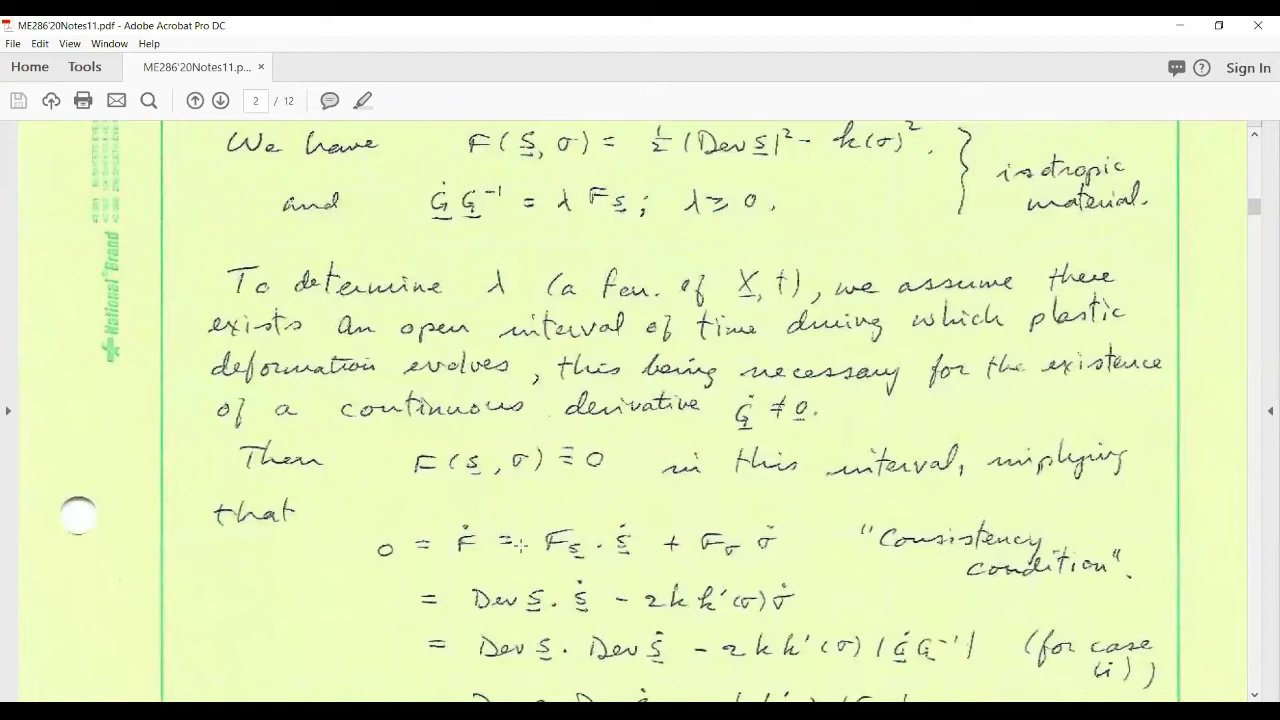 ME286'20Notes11.pdf - Adobe Acrobat Pro DC
File Edit View Window Help
Home Tools ME286'20Notes11.p... × Sign In
2 / 12
We have F(S, σ) = ½ |Dev S|² - k(σ)².
and Ġ G⁻¹ = λ F_S ; λ ≥ 0.
} isotropic material.
To determine λ (a fcn. of X, t), we assume there
exists an open interval of time during which plastic
deformation evolves, this being necessary for the existence
of a continuous derivative Ġ ≠ 0.
Then F(S, σ) ≡ 0 in this interval, implying
that
0 = Ḟ = F_S · Ṡ + F_σ σ̇ "Consistency condition".
= Dev S · Ṡ - 2kk'(σ)σ̇
= Dev S · Dev Ṡ - 2kk'(σ) |ĠG⁻¹| (for case (i))
National® Brand